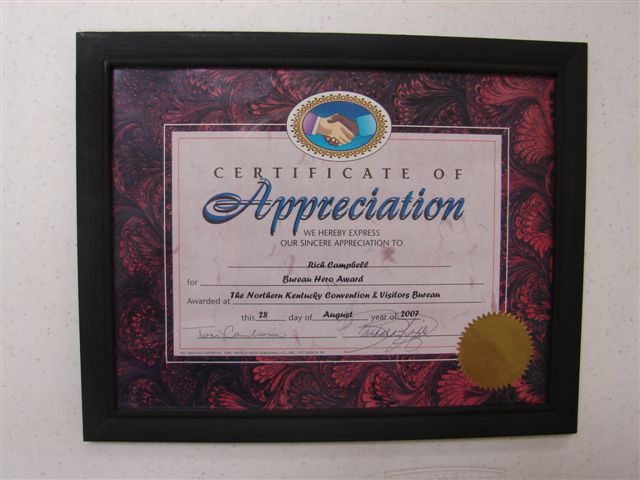 CERTIFICATE OF
Appreciation
WE HEREBY EXPRESS
OUR SINCERE APPRECIATION TO
Rich Campbell
for Bureau Hero Award
Awarded at The Northern Kentucky Convention & Visitors Bureau
this 28 day of August year of 2007